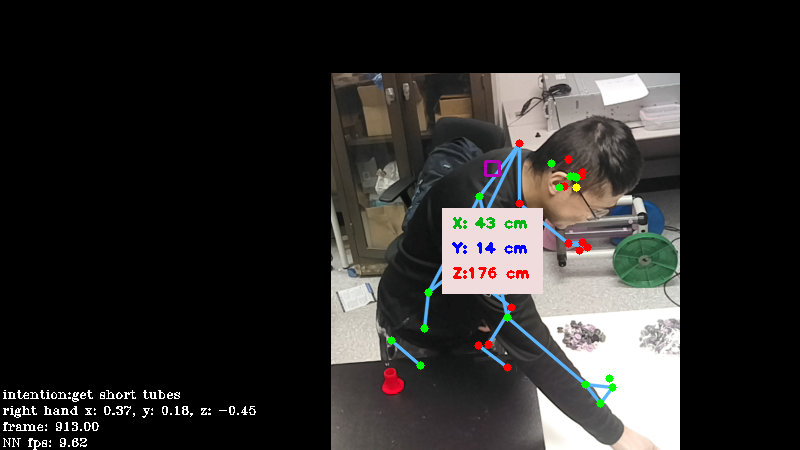 X: 43 cm
Y: 14 cm
Z:176 cm
intention:get short tubes
right hand x: 0.37, y: 0.18, z: -0.45
frame: 913.00
NN fps: 9.62